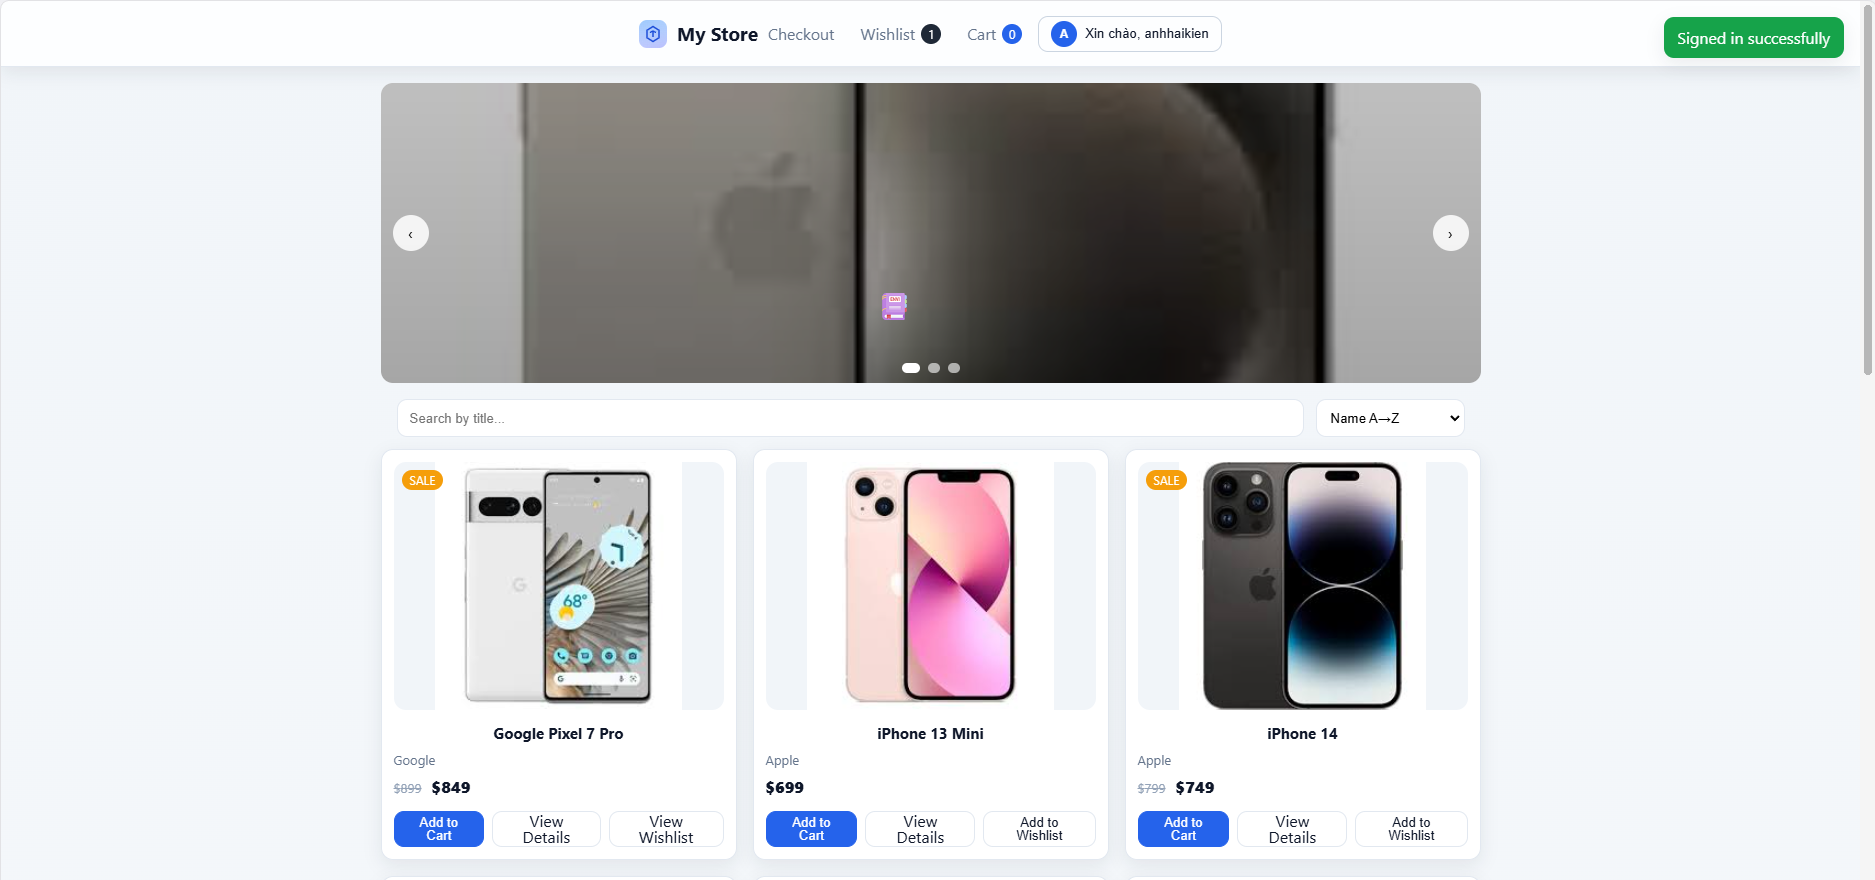 My Store Checkout Wishlist 1 Cart 0 A Xin chào, anhhaikien
Signed in successfully
‹ ›
Search by title...
Name A→Z
SALE
SALE
68°
Google Pixel 7 Pro
Google
$899 $849
Add to Cart
View Details
View Wishlist
iPhone 13 Mini
Apple
$699
Add to Cart
View Details
Add to Wishlist
iPhone 14
Apple
$799 $749
Add to Cart
View Details
Add to Wishlist